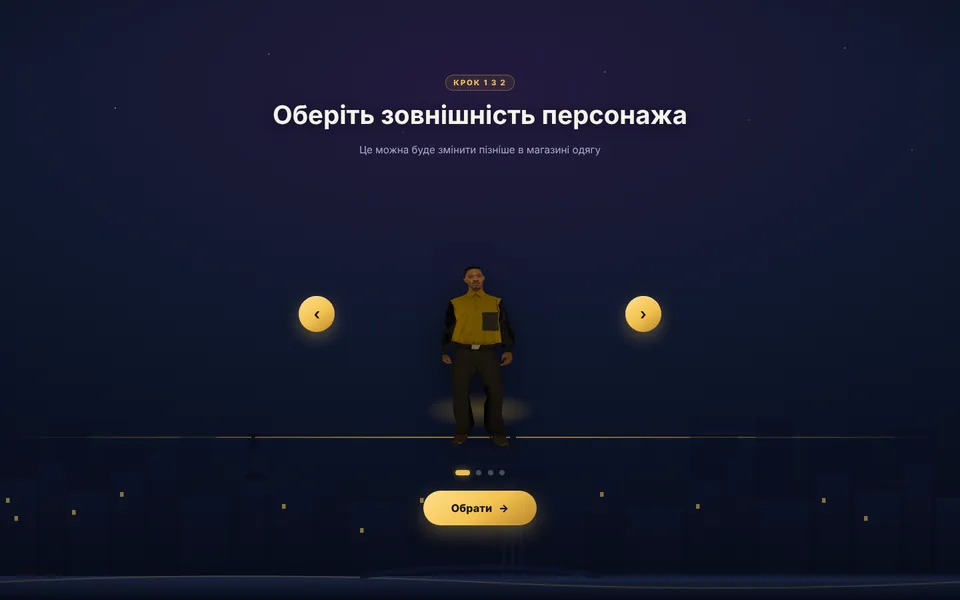 КРОК 1 З 2
Оберіть зовнішність персонажа
Це можна буде змінити пізніше в магазині одягу
‹
›
Обрати →